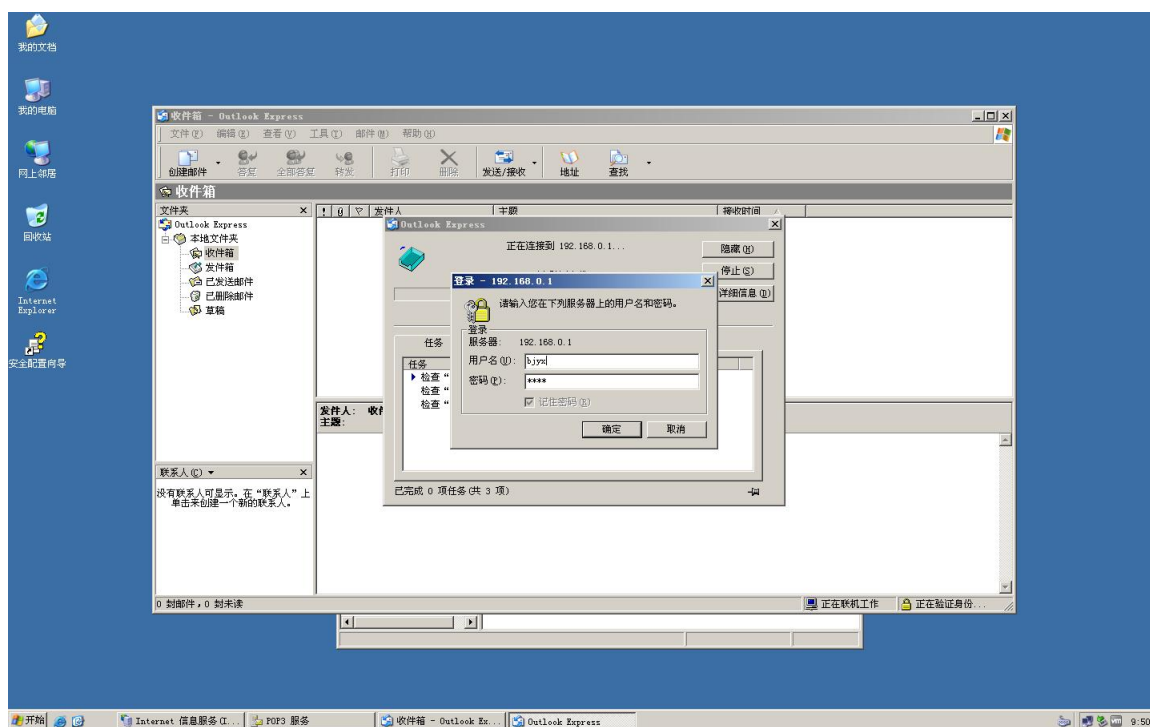 我的文档
我的电脑
网上邻居
回收站
Internet
Explorer
安全配置向导
收件箱 - Outlook Express
文件(F) 编辑(E) 查看(V) 工具(T) 邮件(M) 帮助(H)
创建邮件 答复 全部答复 转发 打印 删除 发送/接收 地址 查找
收件箱
文件夹
Outlook Express
本地文件夹
收件箱
发件箱
已发送邮件
已删除邮件
草稿
! 发件人 主题 接收时间
Outlook Express
正在连接到 192.168.0.1...
隐藏(H)
停止(S)
详细信息(D)
任务
任务
检查“
检查“
检查“
已完成 0 项任务(共 3 项)
登录 - 192.168.0.1
请输入您在下列服务器上的用户名和密码。
登录
服务器: 192.168.0.1
用户名(U): bjyx
密码(P): ****
记住密码(R)
确定 取消
发件人: 收件
主题:
联系人(C)
没有联系人可显示。在“联系人”上
单击来创建一个新的联系人。
0 封邮件,0 封未读
正在联机工作 正在验证身份...
开始 Internet 信息服务(I... POP3 服务 收件箱 - Outlook Ex... Outlook Express 9:50